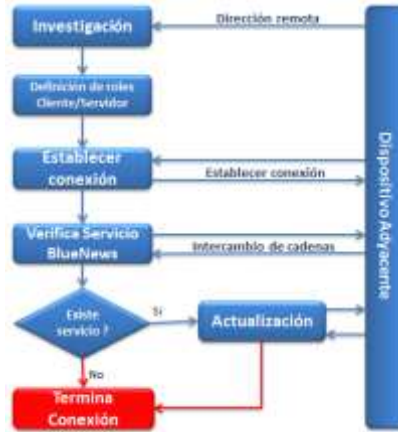 Investigación
Dirección remota
Definición de roles
Cliente/Servidor
Establecer
conexión
Establecer conexión
Verifica Servicio
BlueNews
Intercambio de cadenas
Existe
servicio ?
Si
Actualización
No
Termina
Conexión
Dispositivo Adyacente